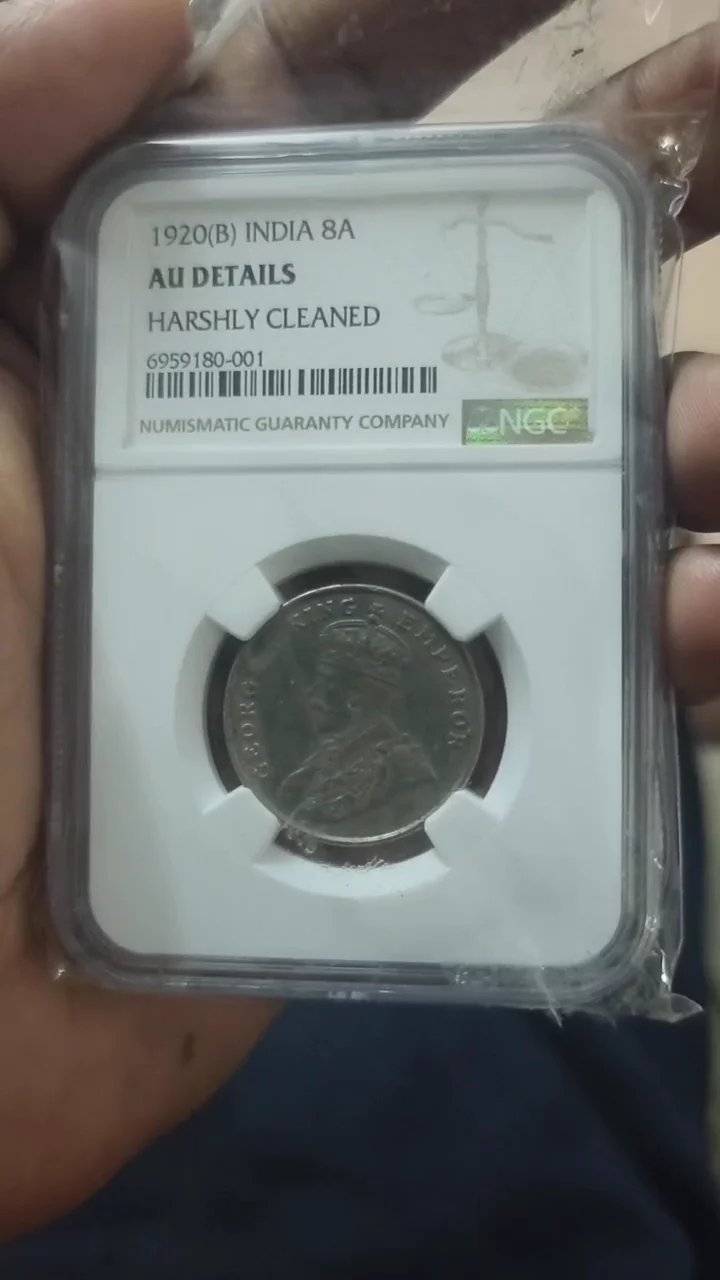 1920(B) INDIA 8A
AU DETAILS
HARSHLY CLEANED
6959180-001
NUMISMATIC GUARANTY COMPANY
NGC
GEORGE KING & EMPEROR